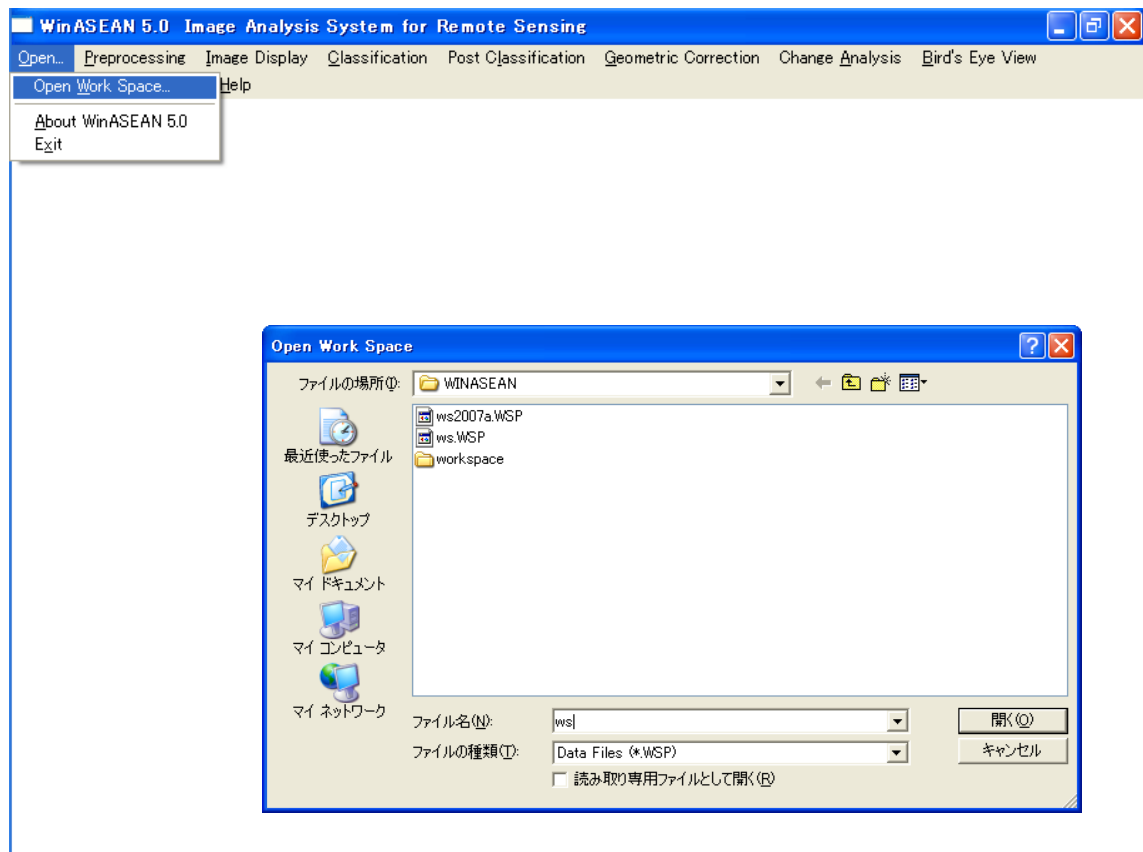 WinASEAN 5.0 Image Analysis System for Remote Sensing
Open... Preprocessing Image Display Classification Post Classification Geometric Correction Change Analysis Bird's Eye View
Open Work Space... Help
About WinASEAN 5.0
Exit
Open Work Space
ファイルの場所(I): WINASEAN
ws2007a.WSP
ws.WSP
workspace
最近使ったファイル
デスクトップ
マイ ドキュメント
マイ コンピュータ
マイ ネットワーク
ファイル名(N): ws 開く(O)
ファイルの種類(T): Data Files (*.WSP) キャンセル
読み取り専用ファイルとして開く(R)